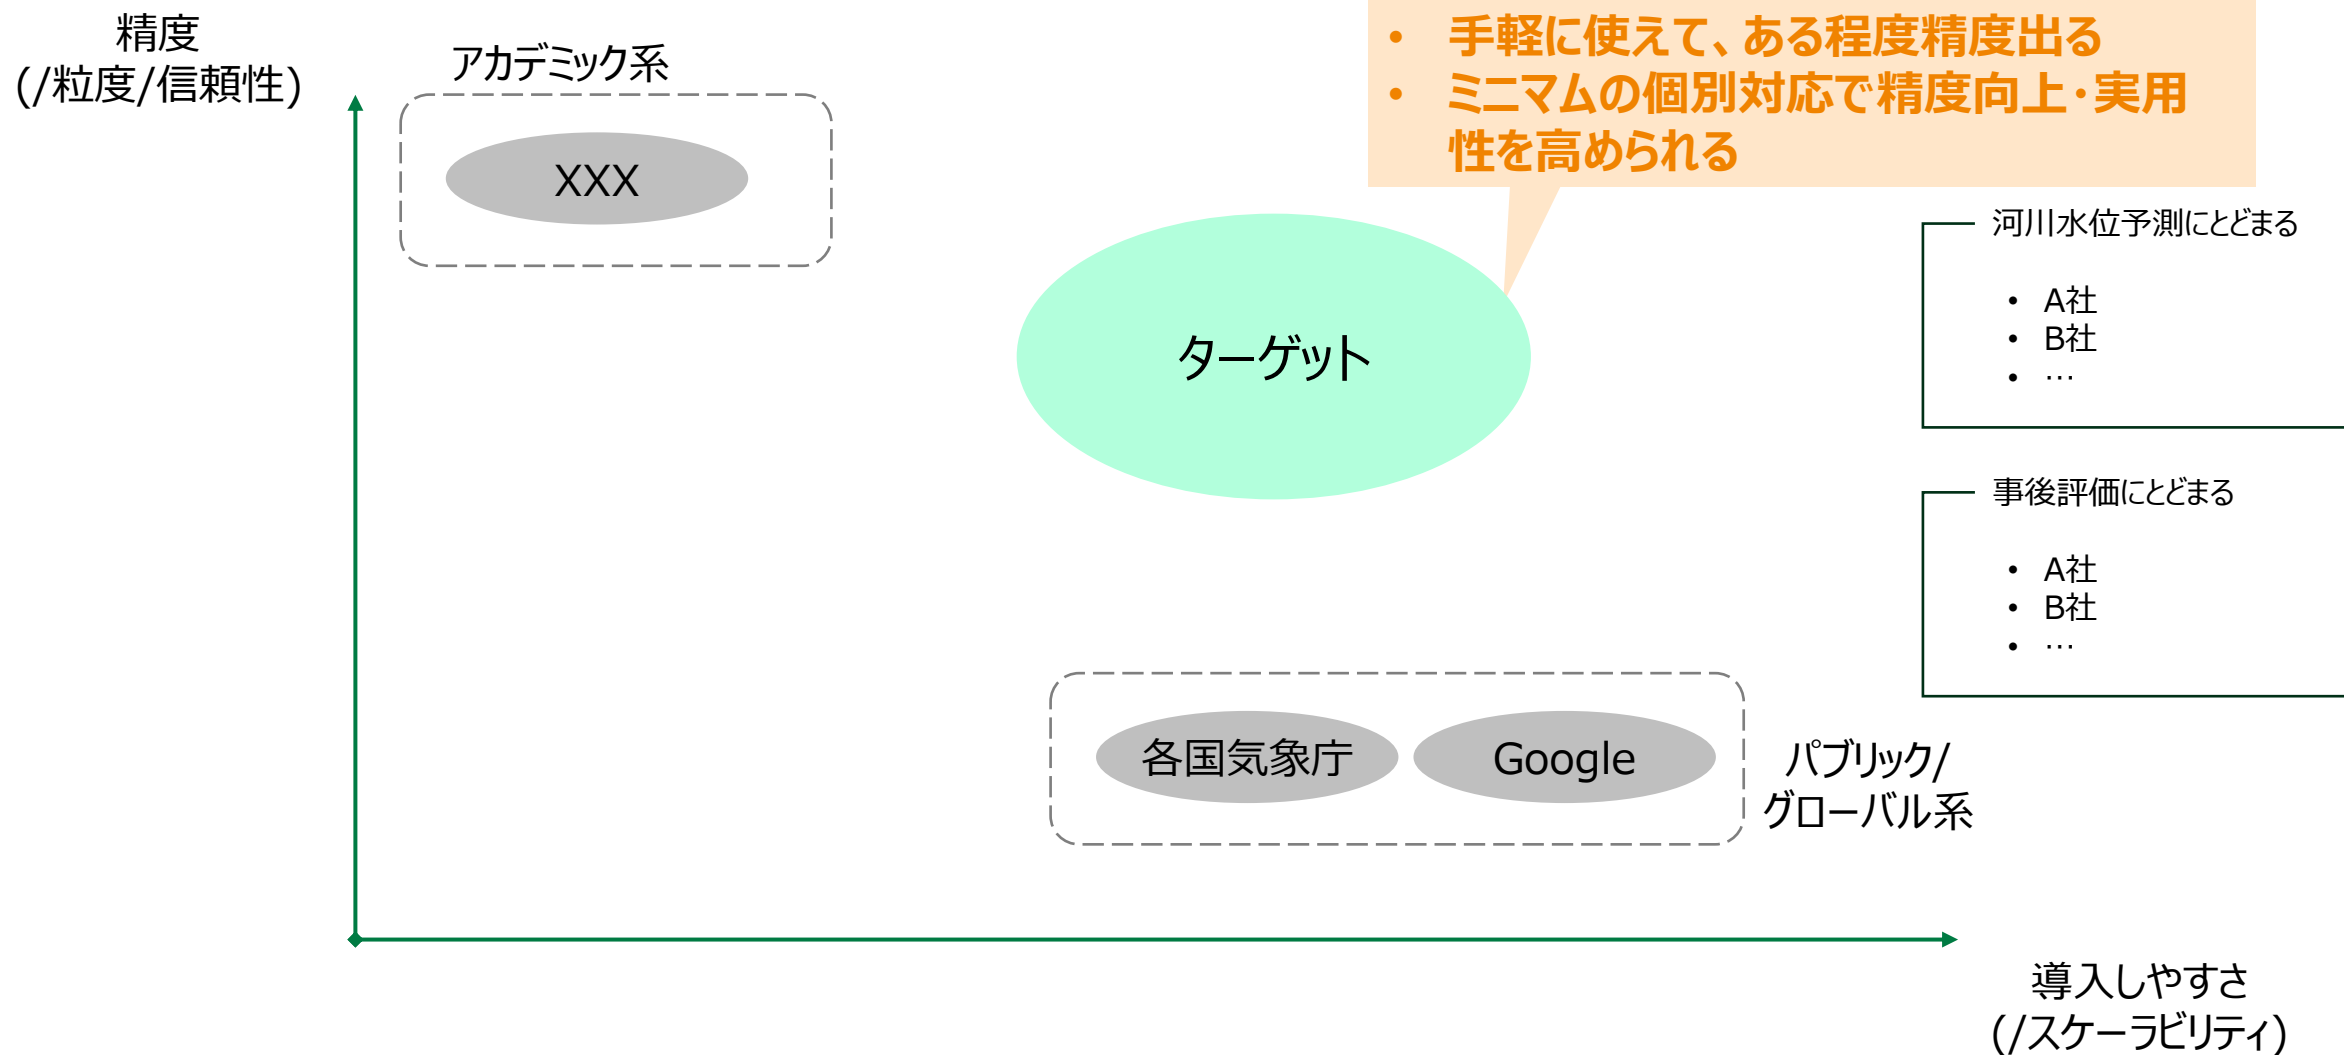 精度
(/粒度/信頼性)
アカデミック系
XXX
• 手軽に使えて、ある程度精度出る
• ミニマムの個別対応で精度向上・実用
性を高められる
ターゲット
河川水位予測にとどまる
• A社
• B社
• …
事後評価にとどまる
• A社
• B社
• …
各国気象庁
Google
パブリック/
グローバル系
導入しやすさ
(/スケーラビリティ)